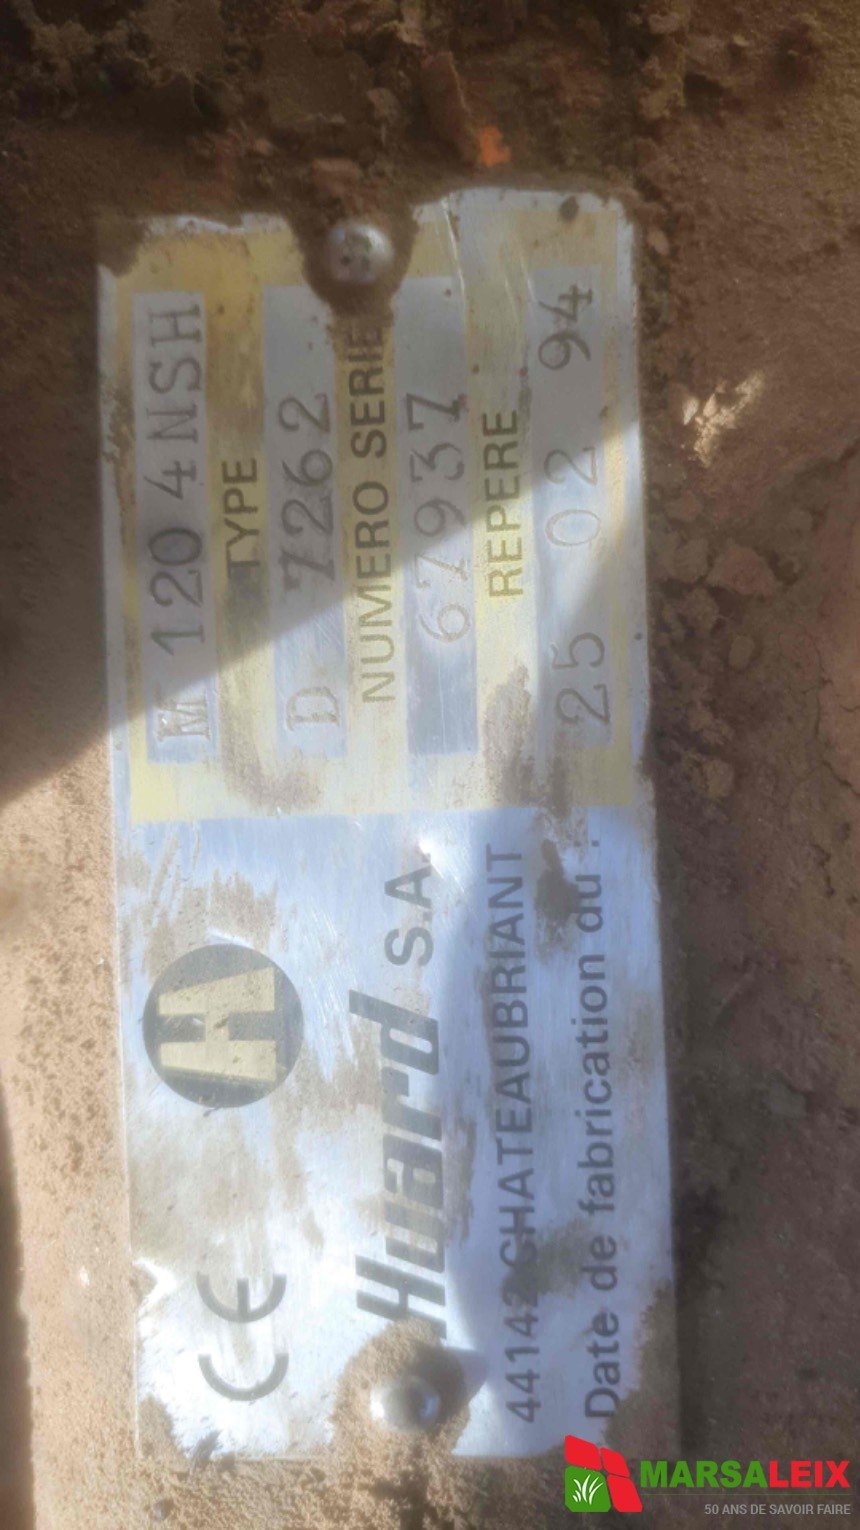 M 120 4NSH
TYPE
D 7262
NUMERO SERIE
67937
REPERE
25 02 94
CE
H
Huard S.A.
44142 CHATEAUBRIANT
Date de fabrication du :
MARSALEIX
50 ANS DE SAVOIR FAIRE